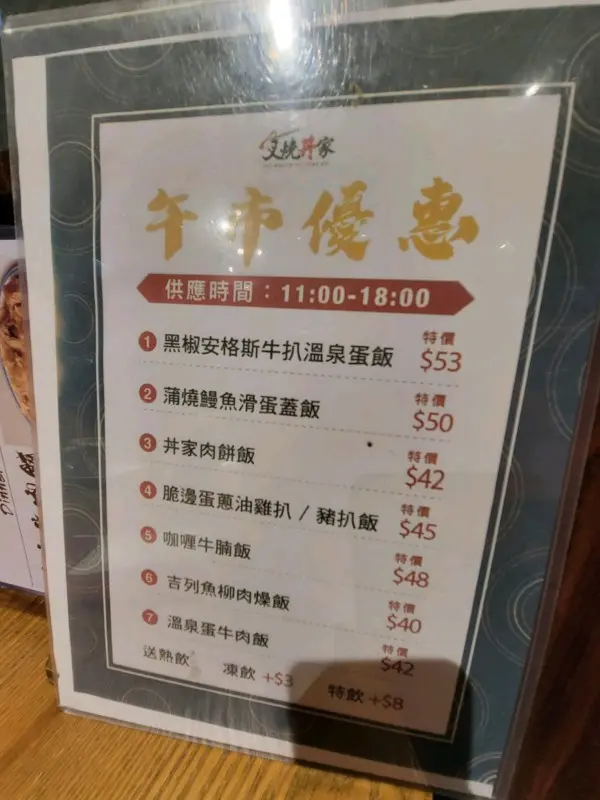 叉燒丼家
午市優惠
供應時間：11:00-18:00
1 黑椒安格斯牛扒溫泉蛋飯 特價 $53
2 蒲燒鰻魚滑蛋蓋飯 特價 $50
3 丼家肉餅飯 特價 $42
4 脆邊蛋蔥油雞扒 / 豬扒飯 特價 $45
5 咖喱牛腩飯 特價 $48
6 吉列魚柳肉燥飯 特價 $40
7 溫泉蛋牛肉飯 特價 $42
送熱飲 凍飲 +$3 特飲 +$8